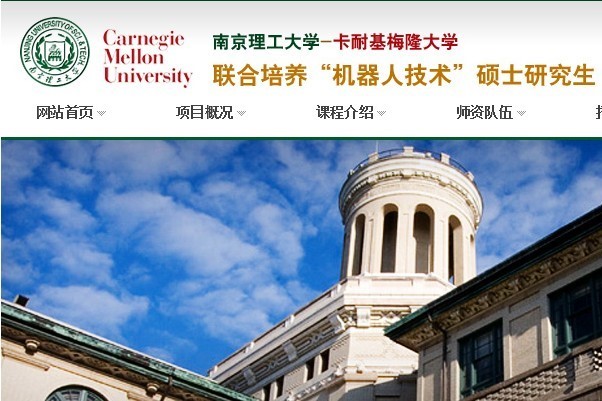 NANJING UNIVERSITY OF SCI. & TECH.
南京理工大学
Carnegie
Mellon
University
南京理工大学-卡耐基梅隆大学
联合培养“机器人技术”硕士研究生
网站首页
项目概况
课程介绍
师资队伍